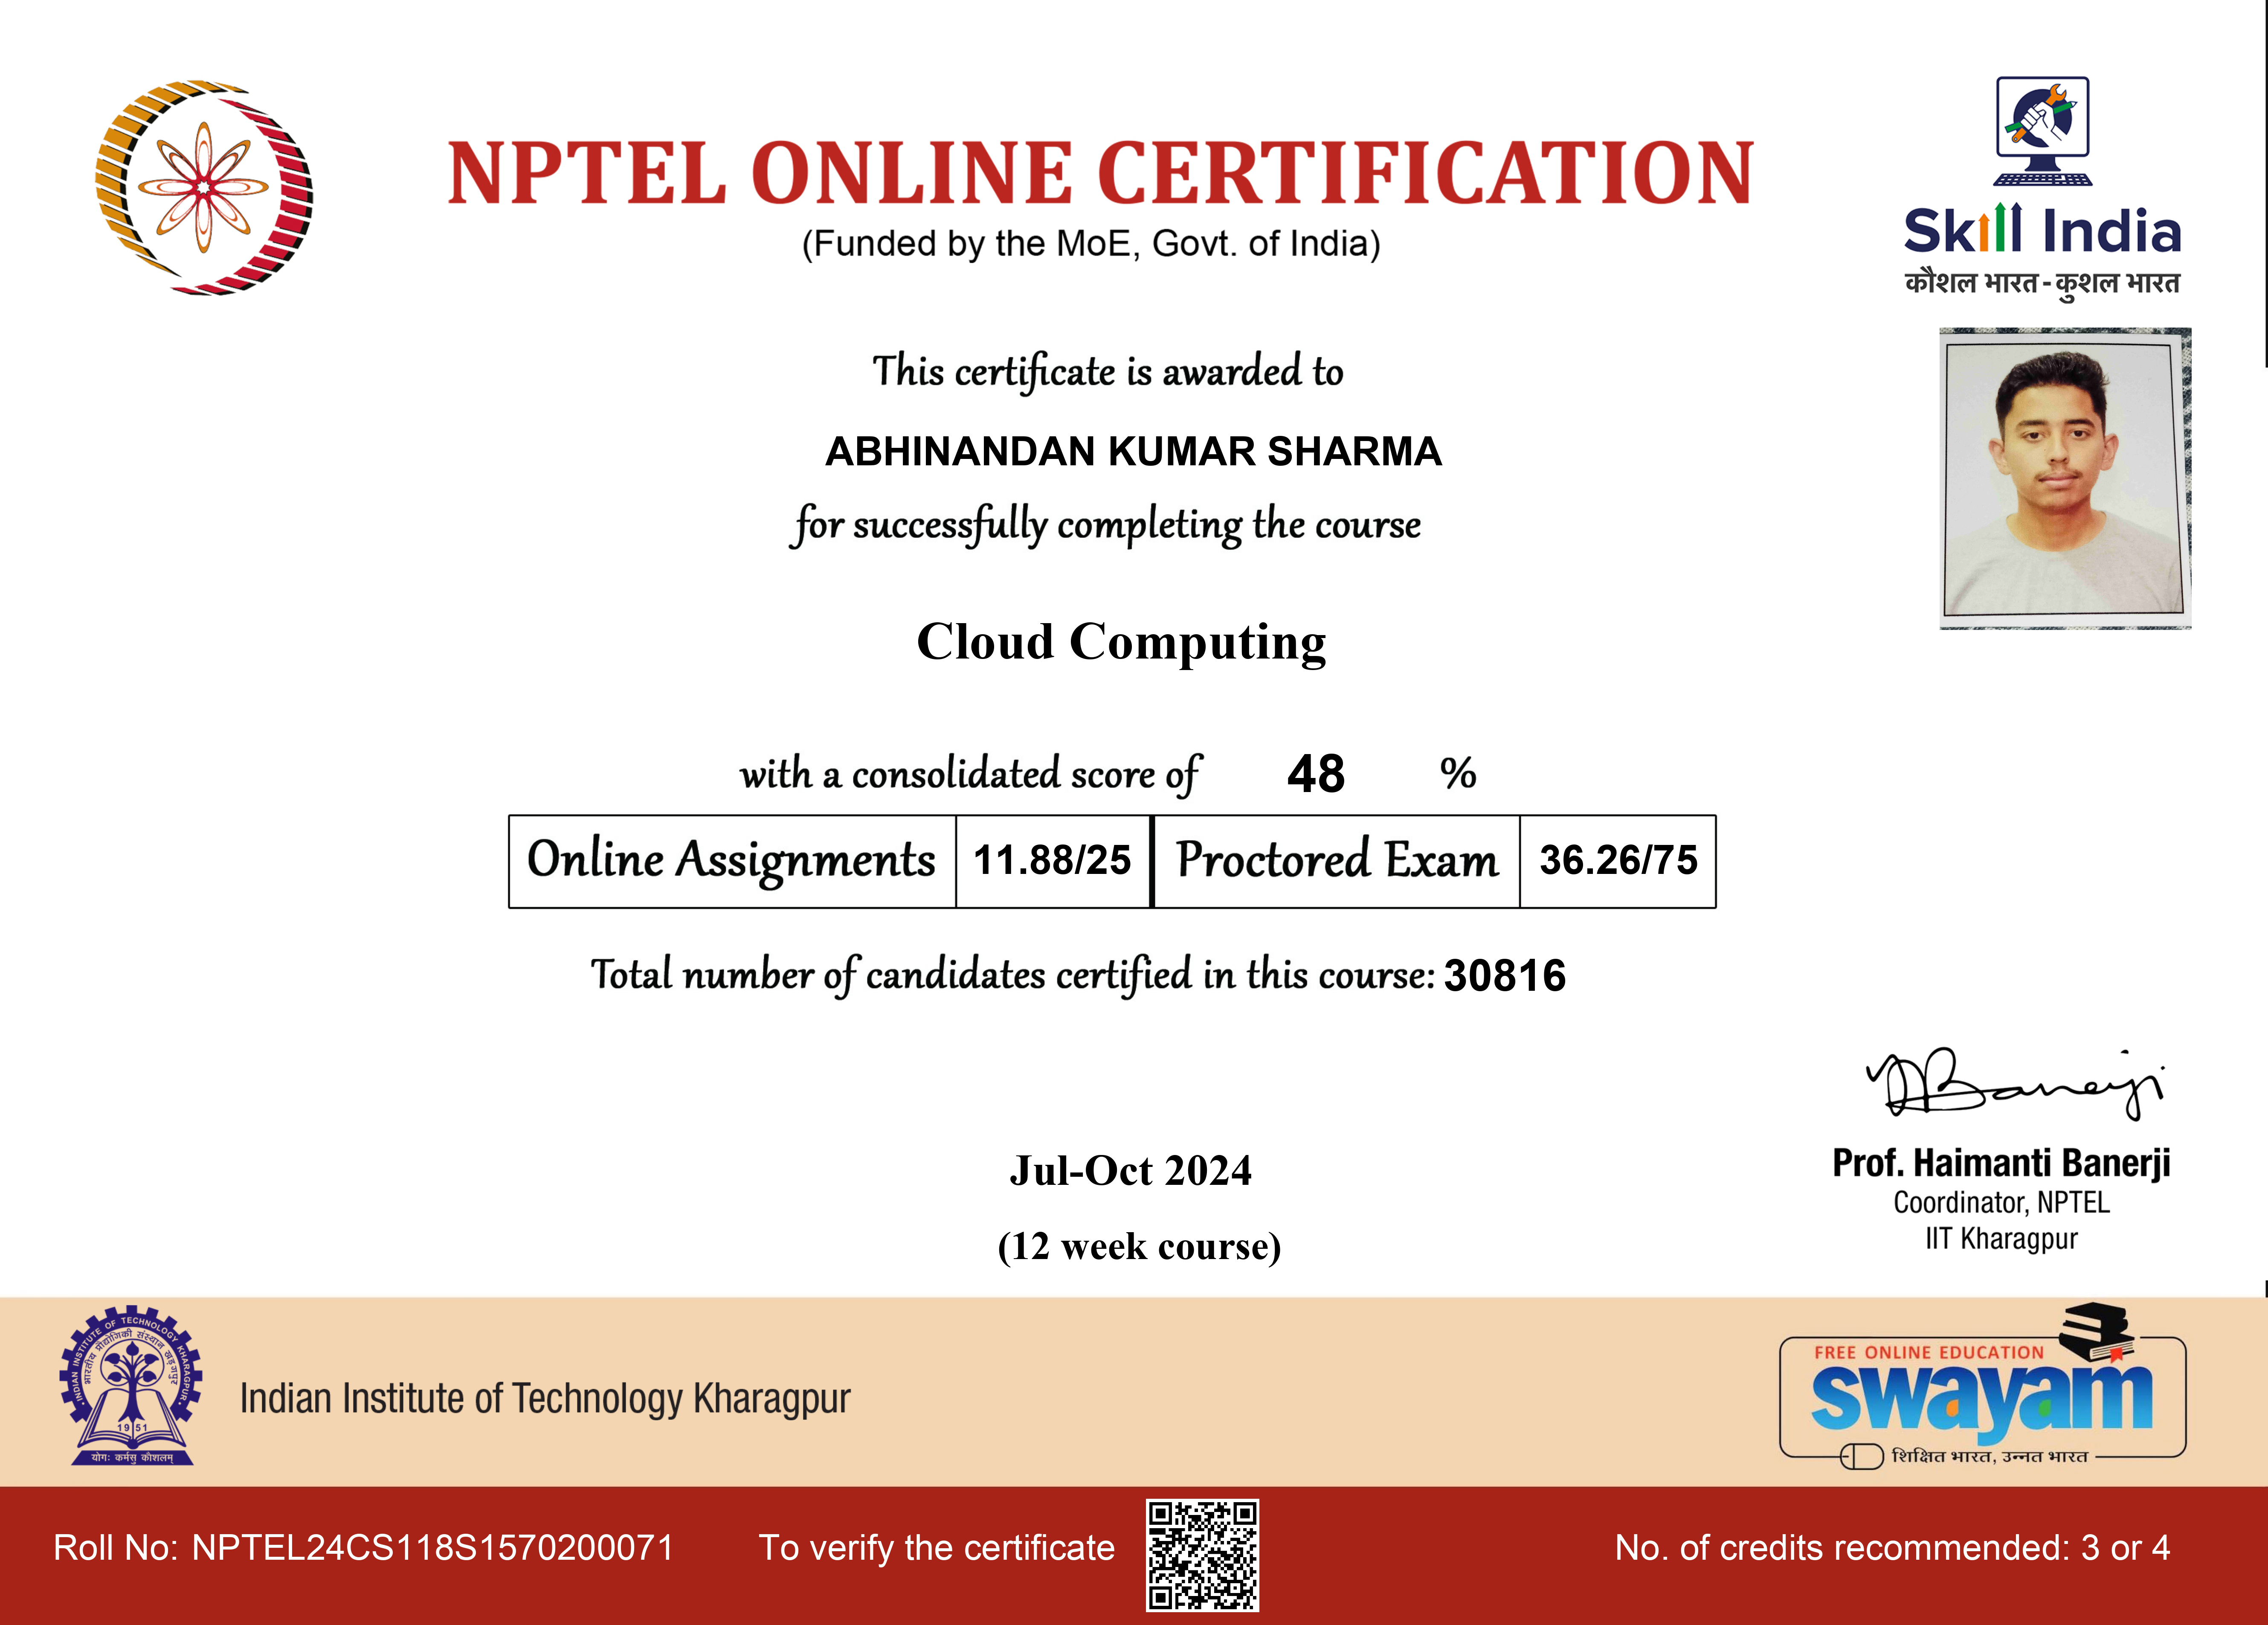 NPTEL ONLINE CERTIFICATION
(Funded by the MoE, Govt. of India)
Skill India
कौशल भारत - कुशल भारत
This certificate is awarded to
ABHINANDAN KUMAR SHARMA
for successfully completing the course
Cloud Computing
with a consolidated score of 48 %
Online Assignments 11.88/25 Proctored Exam 36.26/75
Total number of candidates certified in this course: 30816
NBanerji
Prof. Haimanti Banerji
Coordinator, NPTEL
IIT Kharagpur
Jul-Oct 2024
(12 week course)
INDIAN INSTITUTE OF TECHNOLOGY KHARAGPUR
भारतीय प्रौद्योगिकी संस्थान खड़गपुर
1951
योगः कर्मसु कौशलम्
Indian Institute of Technology Kharagpur
FREE ONLINE EDUCATION
swayam
शिक्षित भारत, उन्नत भारत
Roll No: NPTEL24CS118S1570200071
To verify the certificate
No. of credits recommended: 3 or 4